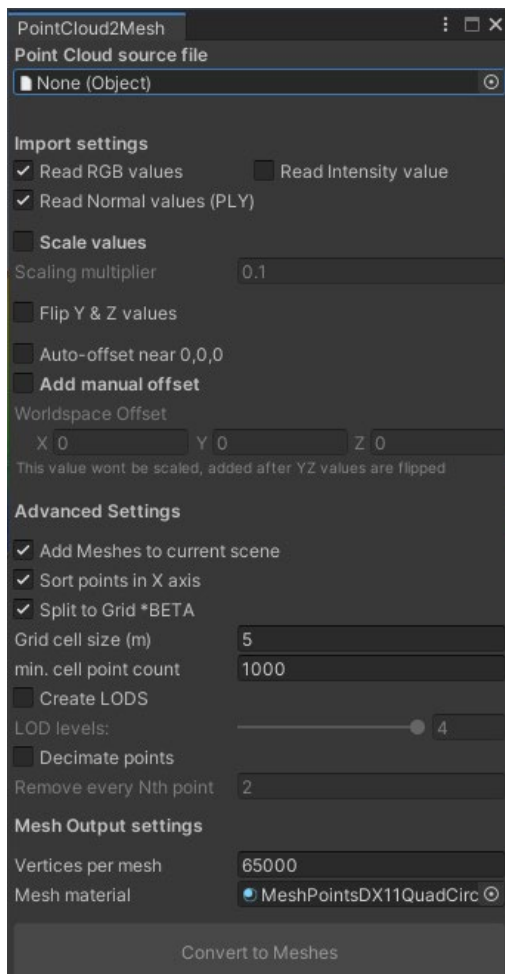 PointCloud2Mesh
Point Cloud source file
None (Object)
Import settings
Read RGB values Read Intensity value
Read Normal values (PLY)
Scale values
Scaling multiplier 0.1
Flip Y & Z values
Auto-offset near 0,0,0
Add manual offset
Worldspace Offset
X 0 Y 0 Z 0
This value wont be scaled, added after YZ values are flipped
Advanced Settings
Add Meshes to current scene
Sort points in X axis
Split to Grid *BETA
Grid cell size (m) 5
min. cell point count 1000
Create LODS
LOD levels: 4
Decimate points
Remove every Nth point 2
Mesh Output settings
Vertices per mesh 65000
Mesh material MeshPointsDX11QuadCirc
Convert to Meshes